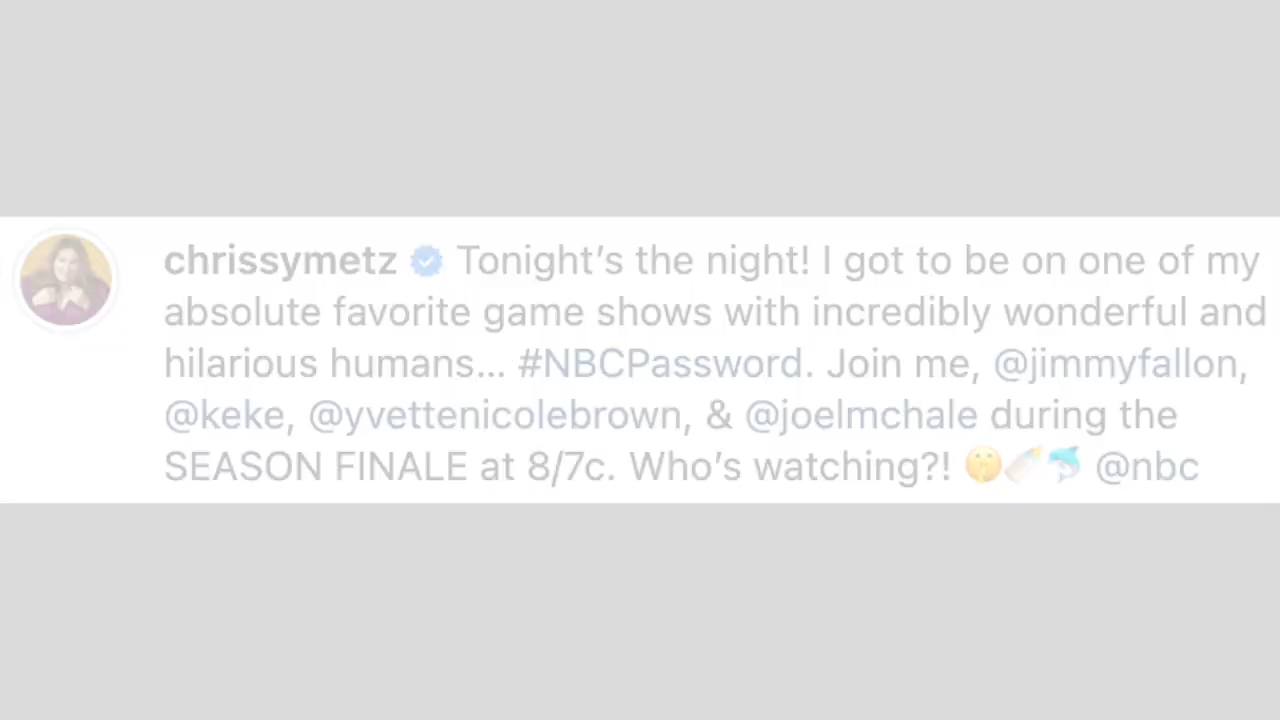 chrissymetz Tonight’s the night! I got to be on one of my
absolute favorite game shows with incredibly wonderful and
hilarious humans... #NBCPassword. Join me, @jimmyfallon,
@keke, @yvettenicolebrown, & @joelmchale during the
SEASON FINALE at 8/7c. Who’s watching?! 🤫🍼🐬 @nbc